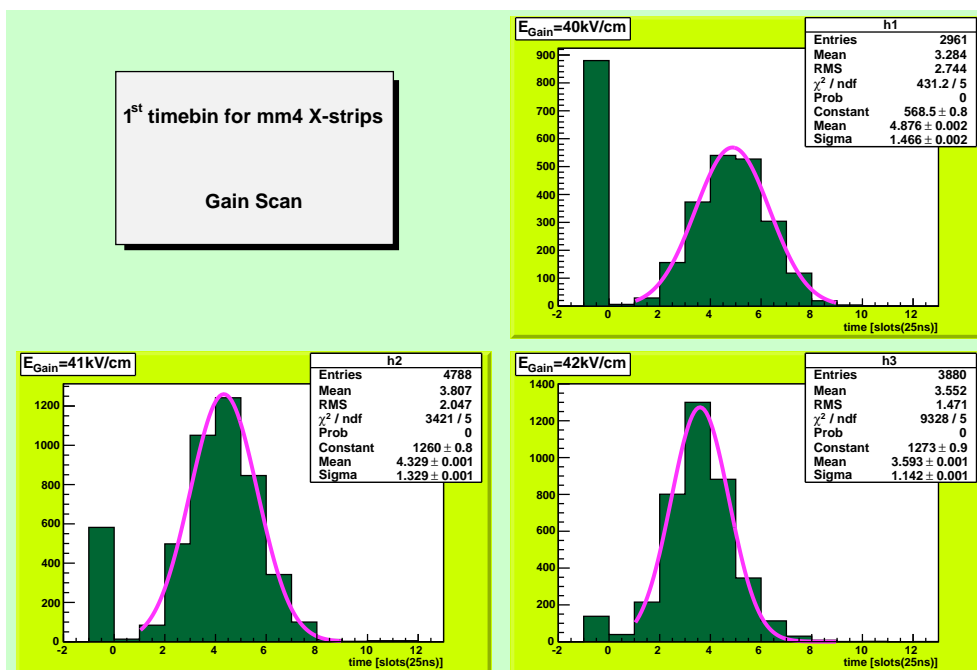 1st timebin for mm4 X-strips
Gain Scan
EGain=40kV/cm
h1
Entries 2961
Mean 3.284
RMS 2.744
χ2 / ndf 431.2 / 5
Prob 0
Constant 568.5 ± 0.8
Mean 4.876 ± 0.002
Sigma 1.466 ± 0.002
900
800
700
600
500
400
300
200
100
0
-2 0 2 4 6 8 10 12
time [slots(25ns)]
EGain=41kV/cm
h2
Entries 4788
Mean 3.807
RMS 2.047
χ2 / ndf 3421 / 5
Prob 0
Constant 1260 ± 0.8
Mean 4.329 ± 0.001
Sigma 1.329 ± 0.001
1200
1000
800
600
400
200
0
-2 0 2 4 6 8 10 12
time [slots(25ns)]
EGain=42kV/cm
h3
Entries 3880
Mean 3.552
RMS 1.471
χ2 / ndf 9328 / 5
Prob 0
Constant 1273 ± 0.9
Mean 3.593 ± 0.001
Sigma 1.142 ± 0.001
1400
1200
1000
800
600
400
200
0
-2 0 2 4 6 8 10 12
time [slots(25ns)]